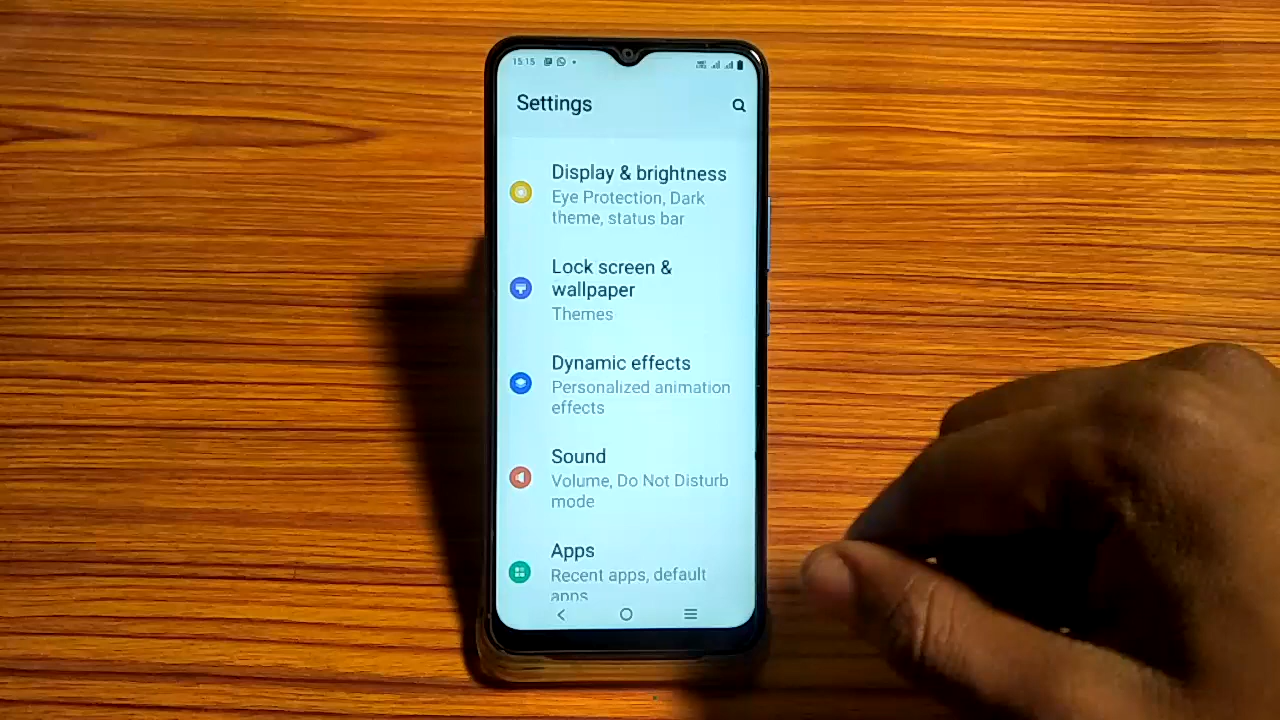 15:15
Settings
Display & brightness
Eye Protection, Dark
theme, status bar
Lock screen &
wallpaper
Themes
Dynamic effects
Personalized animation
effects
Sound
Volume, Do Not Disturb
mode
Apps
Recent apps, default
apps